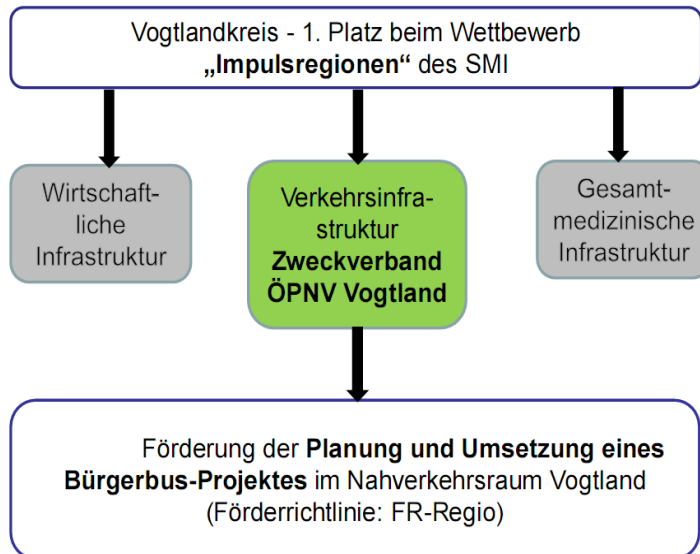 Vogtlandkreis - 1. Platz beim Wettbewerb
„Impulsregionen“ des SMI
Wirtschaft-
liche
Infrastruktur
Verkehrsinfra-
struktur
Zweckverband
ÖPNV Vogtland
Gesamt-
medizinische
Infrastruktur
Förderung der Planung und Umsetzung eines
Bürgerbus-Projektes im Nahverkehrsraum Vogtland
(Förderrichtlinie: FR-Regio)